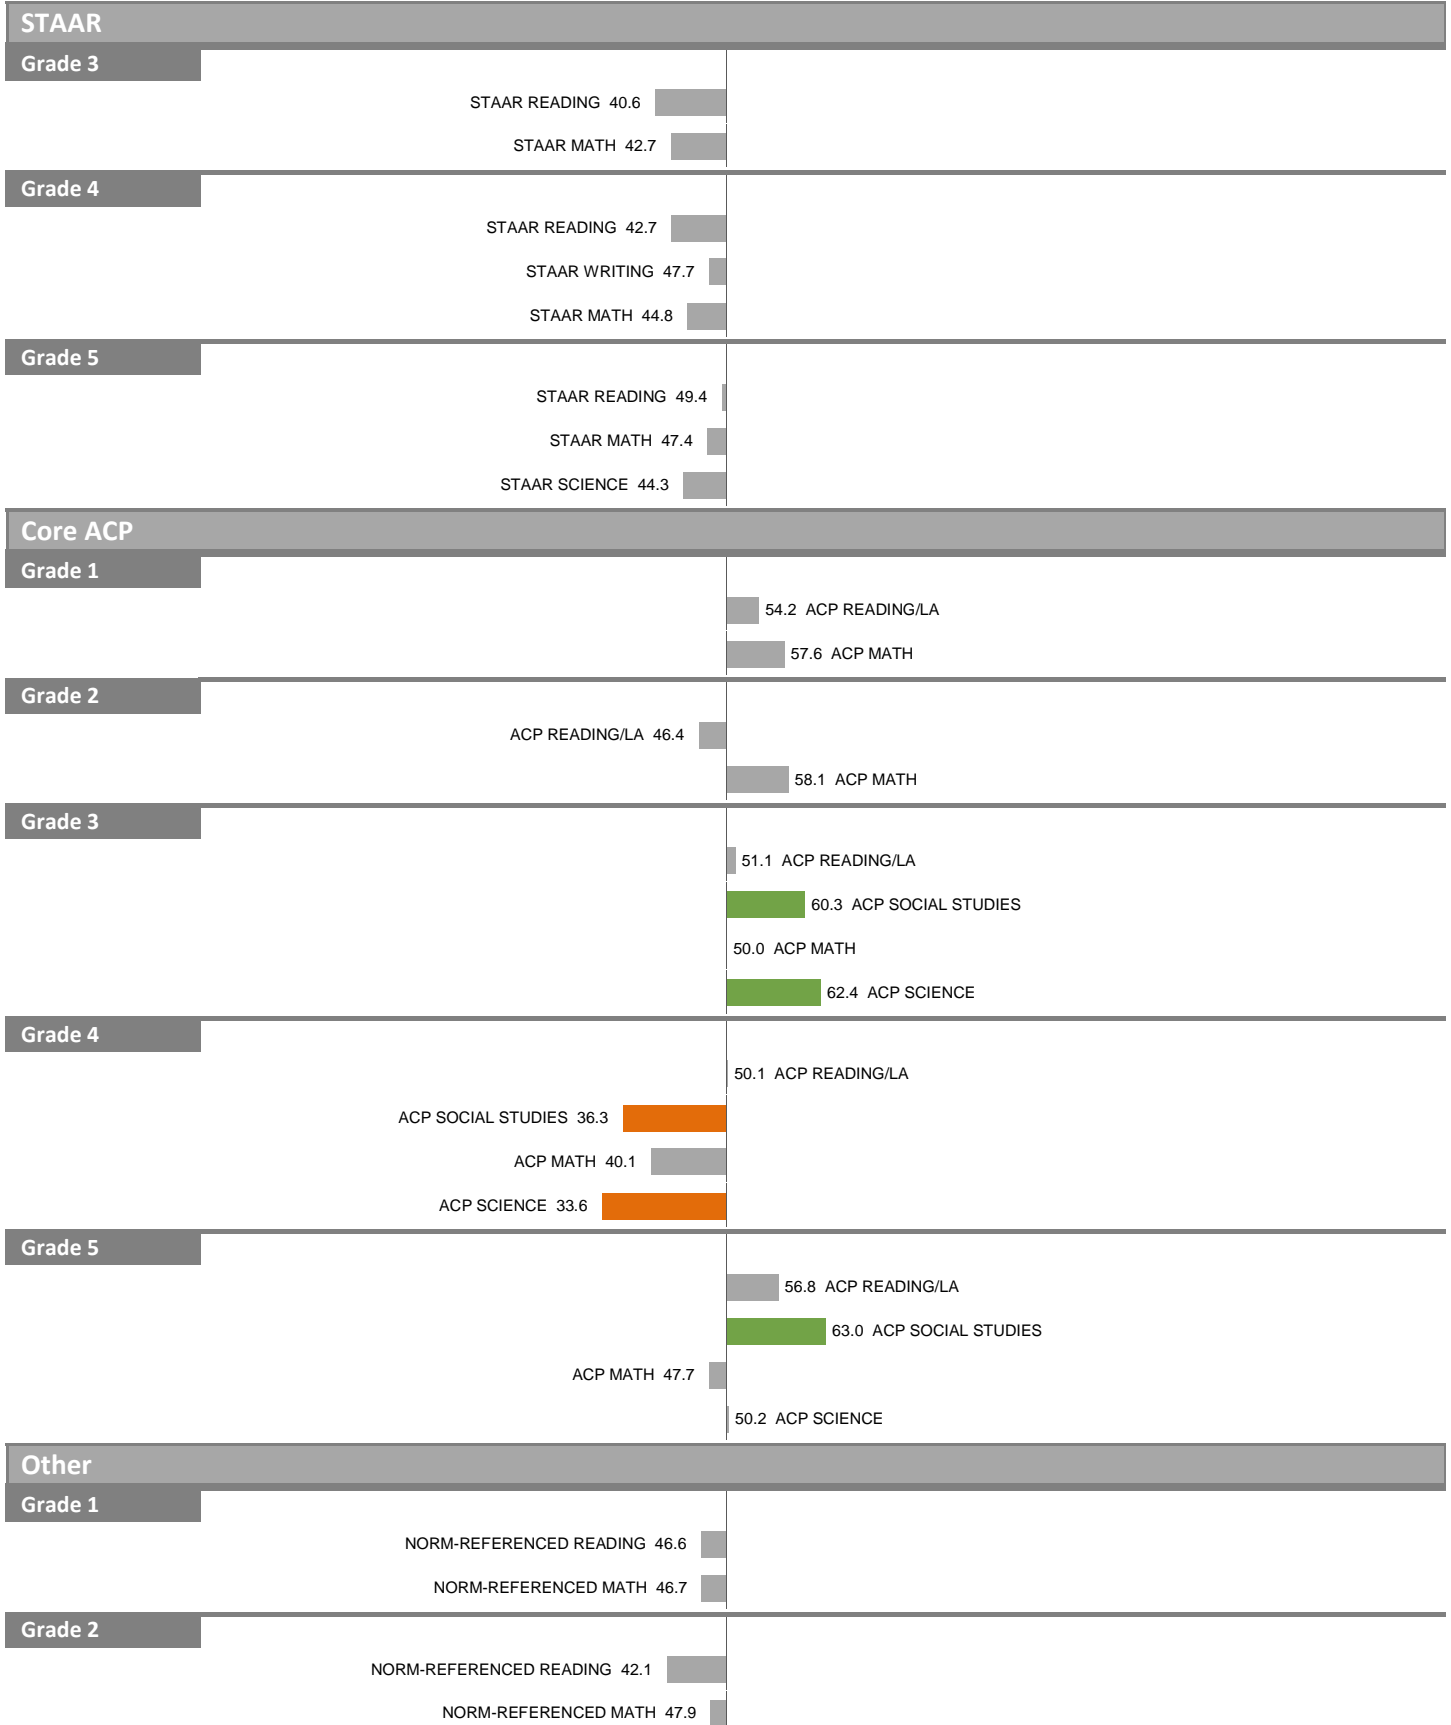 STAAR
Grade 3
STAAR READING 40.6
STAAR MATH 42.7
Grade 4
STAAR READING 42.7
STAAR WRITING 47.7
STAAR MATH 44.8
Grade 5
STAAR READING 49.4
STAAR MATH 47.4
STAAR SCIENCE 44.3
Core ACP
Grade 1
54.2 ACP READING/LA
57.6 ACP MATH
Grade 2
ACP READING/LA 46.4
58.1 ACP MATH
Grade 3
51.1 ACP READING/LA
60.3 ACP SOCIAL STUDIES
50.0 ACP MATH
62.4 ACP SCIENCE
Grade 4
50.1 ACP READING/LA
ACP SOCIAL STUDIES 36.3
ACP MATH 40.1
ACP SCIENCE 33.6
Grade 5
56.8 ACP READING/LA
63.0 ACP SOCIAL STUDIES
ACP MATH 47.7
50.2 ACP SCIENCE
Other
Grade 1
NORM-REFERENCED READING 46.6
NORM-REFERENCED MATH 46.7
Grade 2
NORM-REFERENCED READING 42.1
NORM-REFERENCED MATH 47.9